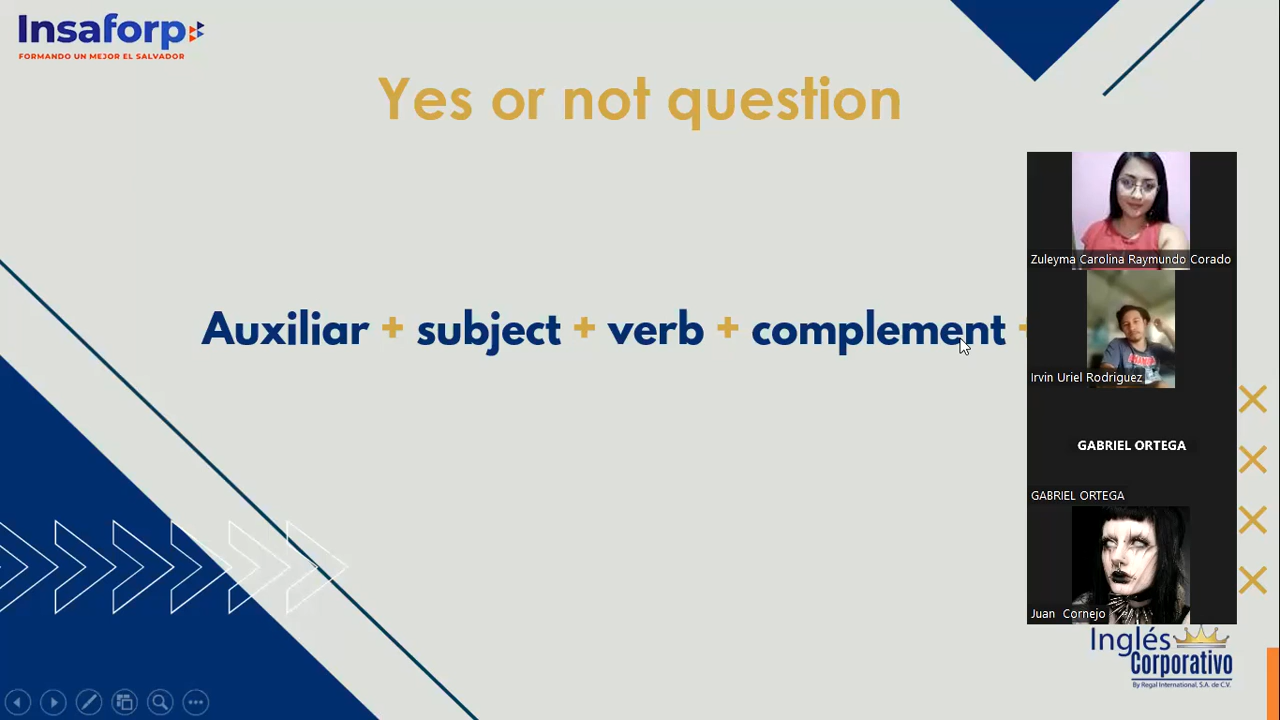 Insaforp
FORMANDO UN MEJOR EL SALVADOR
Yes or not question
Auxiliar + subject + verb + complement +
Zuleyma Carolina Raymundo Corado
Irvin Uriel Rodriguez
GABRIEL ORTEGA
GABRIEL ORTEGA
Juan Cornejo
Inglés
Corporativo
By Regal International, S.A. de C.V.